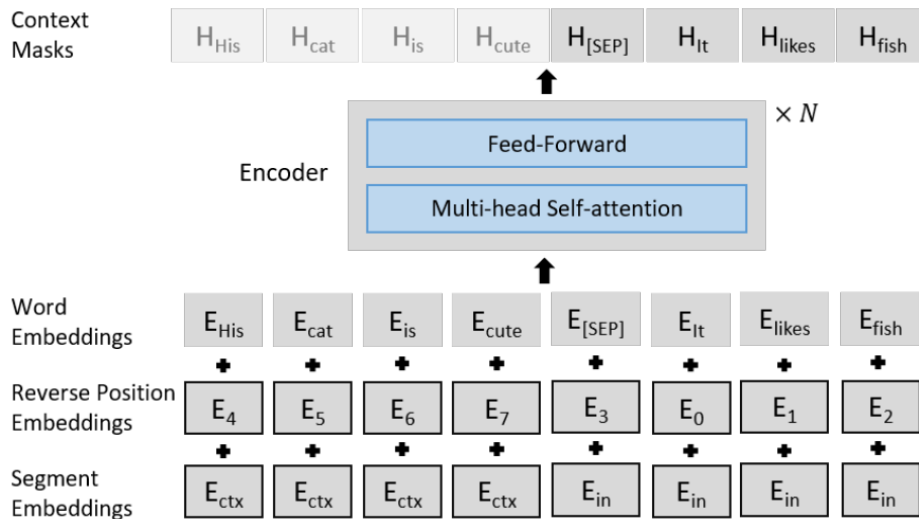 Context Masks H_His H_cat H_is H_cute H_[SEP] H_It H_likes H_fish
× N
Feed-Forward
Encoder
Multi-head Self-attention
Word Embeddings E_His E_cat E_is E_cute E_[SEP] E_It E_likes E_fish
+ + + + + + + +
Reverse Position Embeddings E_4 E_5 E_6 E_7 E_3 E_0 E_1 E_2
+ + + + + + + +
Segment Embeddings E_ctx E_ctx E_ctx E_ctx E_in E_in E_in E_in